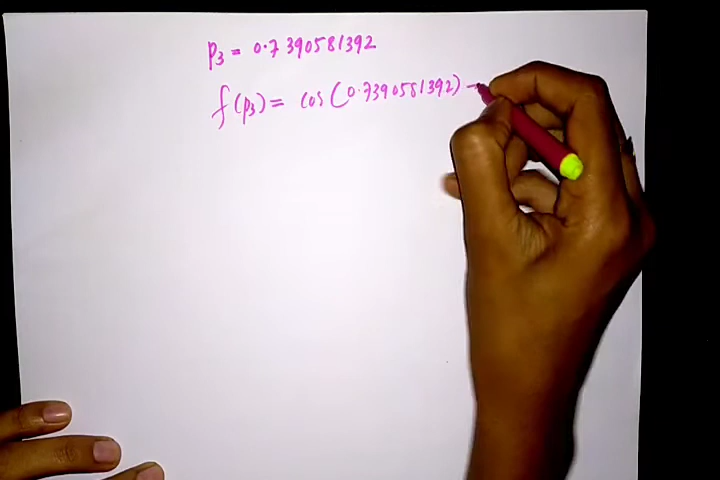 p₃ = 0.7390581392
f(p₃) = cos(0.7390581392) -